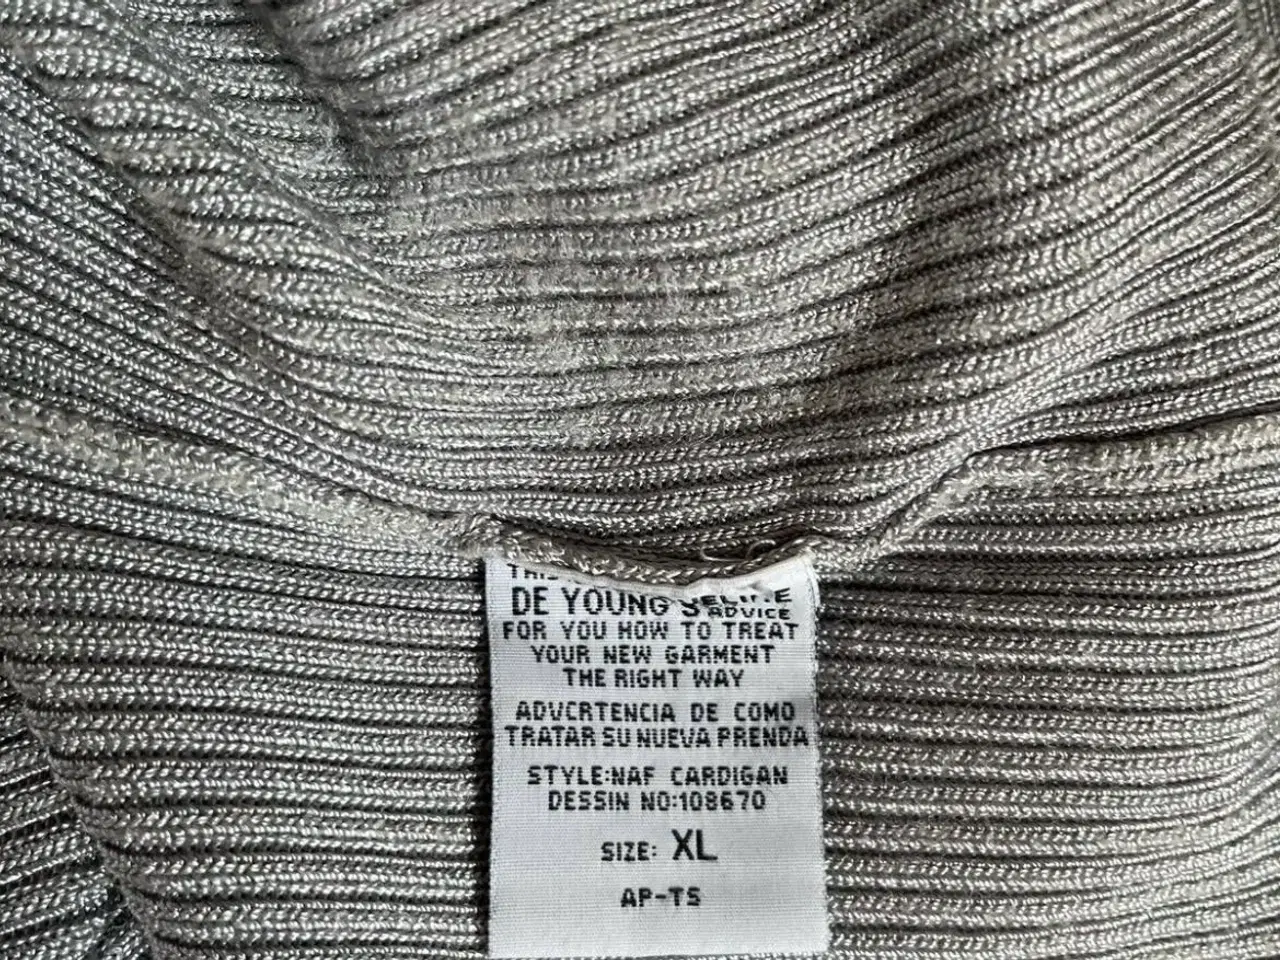 DE YOUNG
ADVICE
FOR YOU HOW TO TREAT
YOUR NEW GARMENT
THE RIGHT WAY
ADVCRTENCIA DE COMO
TRATAR SU NUEVA PRENDA
STYLE:NAF CARDIGAN
DESSIN NO:108670
SIZE: XL
AP-TS